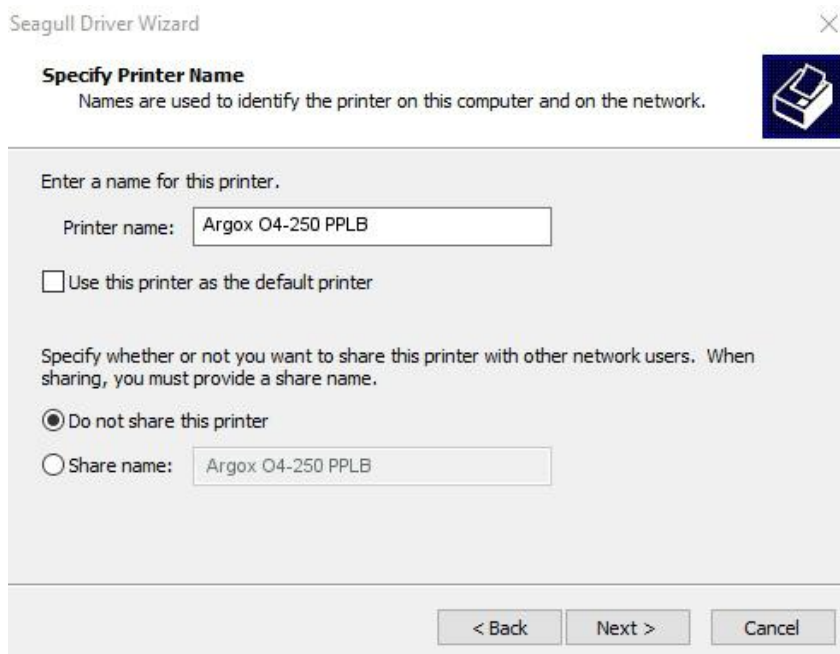 Seagull Driver Wizard
Specify Printer Name
Names are used to identify the printer on this computer and on the network.
Enter a name for this printer.
Printer name: Argox O4-250 PPLB
Use this printer as the default printer
Specify whether or not you want to share this printer with other network users. When
sharing, you must provide a share name.
Do not share this printer
Share name: Argox O4-250 PPLB
< Back Next > Cancel